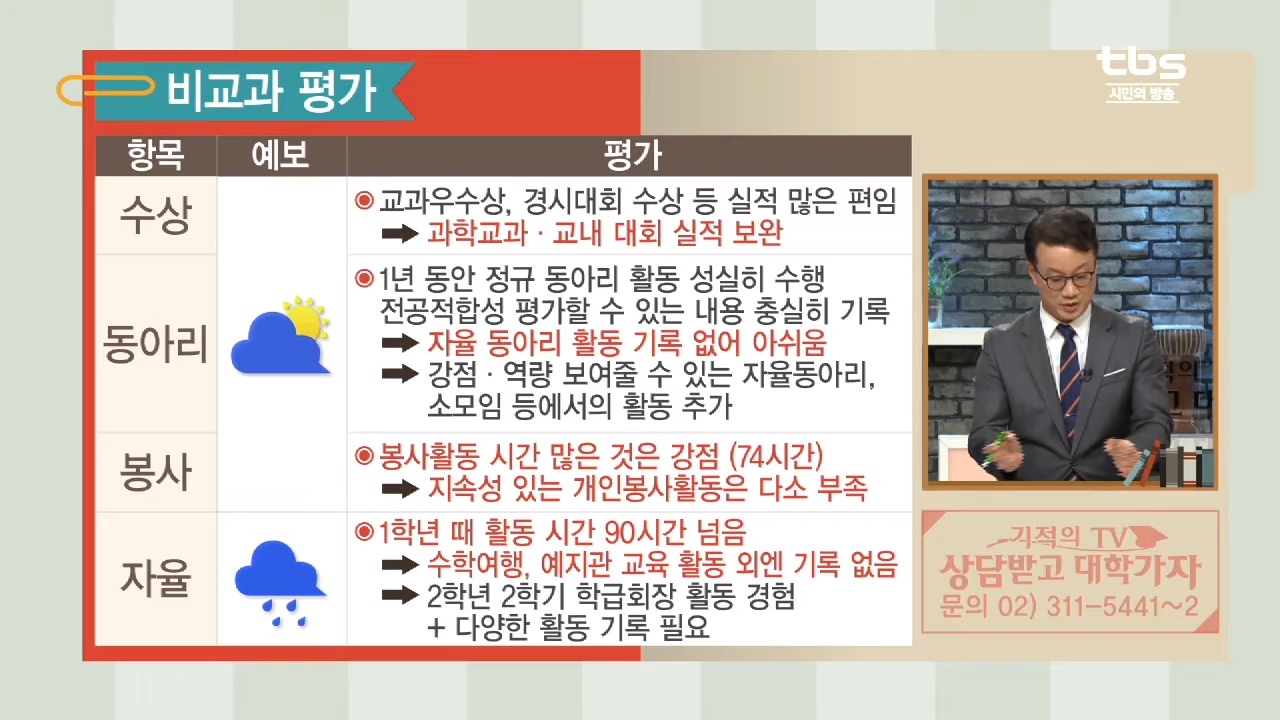 tbs
시민의 방송
비교과 평가
항목 예보 평가
수상
◉ 교과우수상, 경시대회 수상 등 실적 많은 편임
➡ 과학교과·교내 대회 실적 보완
동아리
◉ 1년 동안 정규 동아리 활동 성실히 수행
전공적합성 평가할 수 있는 내용 충실히 기록
➡ 자율 동아리 활동 기록 없어 아쉬움
➡ 강점·역량 보여줄 수 있는 자율동아리,
소모임 등에서의 활동 추가
봉사
◉ 봉사활동 시간 많은 것은 강점 (74시간)
➡ 지속성 있는 개인봉사활동은 다소 부족
자율
◉ 1학년 때 활동 시간 90시간 넘음
➡ 수학여행, 예지관 교육 활동 외엔 기록 없음
➡ 2학년 2학기 학급회장 활동 경험
+ 다양한 활동 기록 필요
기적의 TV
상담받고 대학가자
문의 02) 311-5441~2